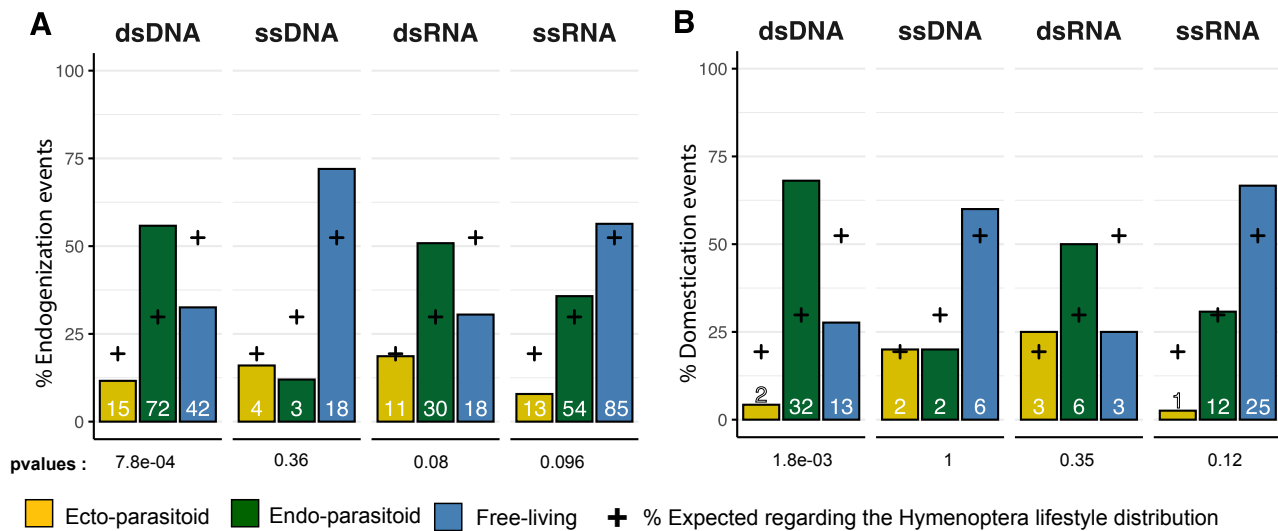 A
dsDNA ssDNA dsRNA ssRNA
% Endogenization events
100
75
50
25
0
15 72 42 4 3 18 11 30 18 13 54 85
pvalues : 7.8e-04 0.36 0.08 0.096
B
dsDNA ssDNA dsRNA ssRNA
% Domestication events
100
75
50
25
0
2 32 13 2 2 6 3 6 3 1 12 25
1.8e-03 1 0.35 0.12
Ecto-parasitoid Endo-parasitoid Free-living + % Expected regarding the Hymenoptera lifestyle distribution